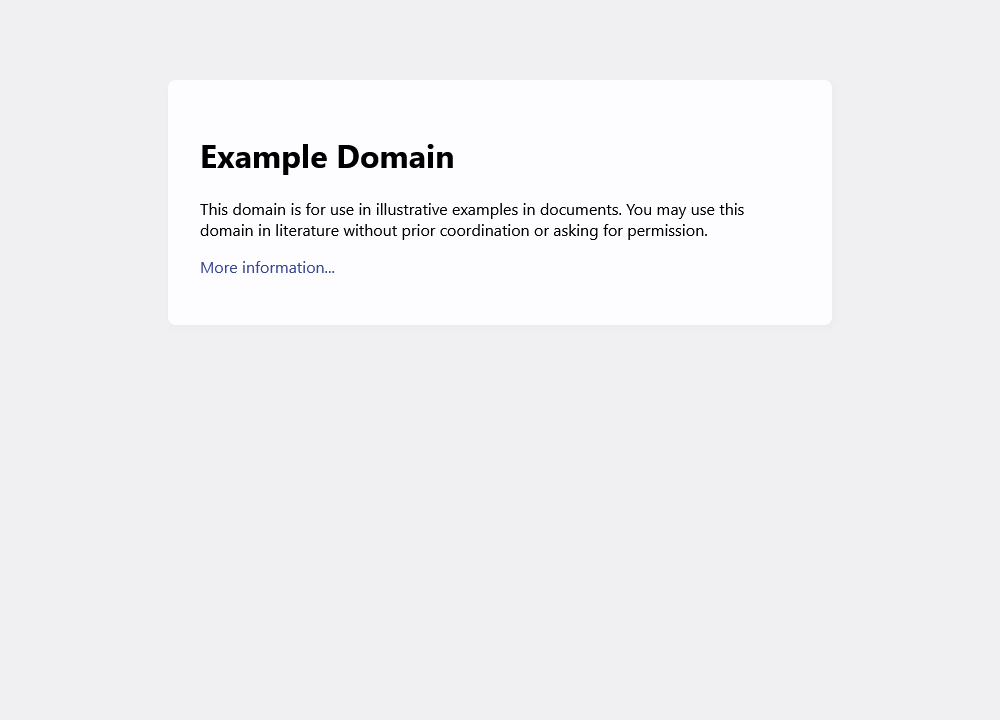 Example Domain
This domain is for use in illustrative examples in documents. You may use this
domain in literature without prior coordination or asking for permission.
More information...